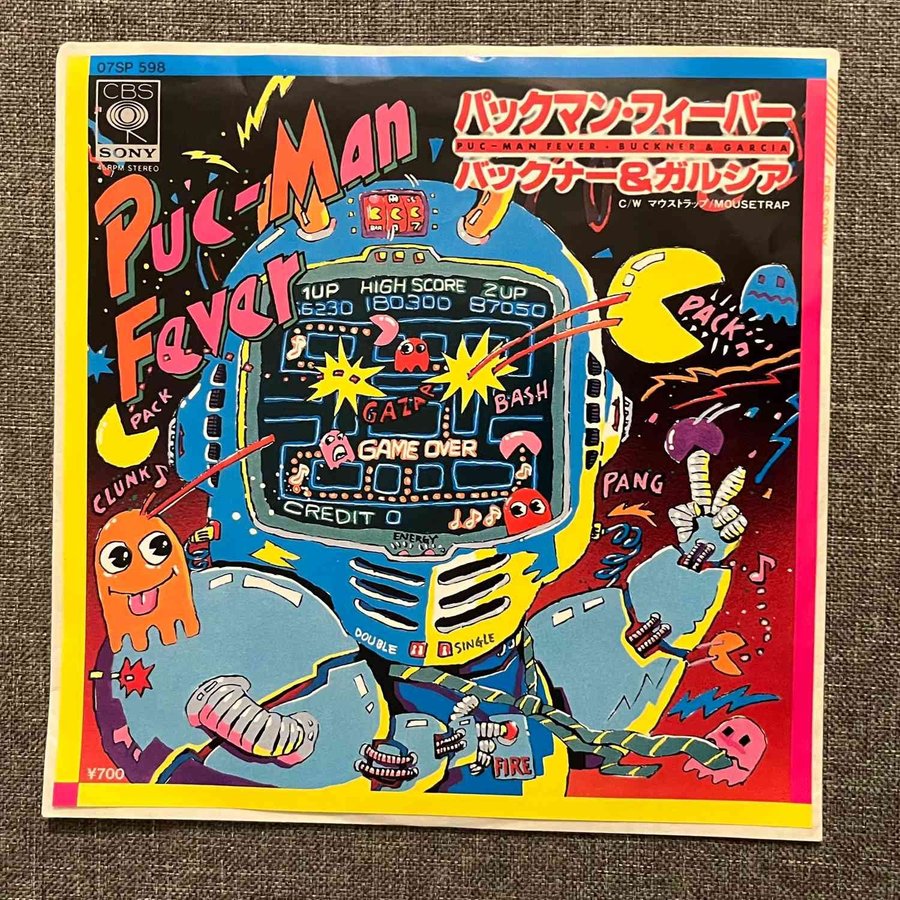 07SP 598
CBS
SONY
45RPM STEREO
パックマン・フィーバー
PUC-MAN FEVER・BUCKNER & GARCIA
バックナー&ガルシア
C/W マウストラップ/MOUSETRAP
Puc-Man
Fever
BAR
7
1UP HIGH SCORE 2UP
6230 180300 87050
PACK
PACK
GAZAP
BASH
GAME OVER
CLUNK
PANG
CREDIT 0
ENERGY
DOUBLE SINGLE
FIRE
¥700